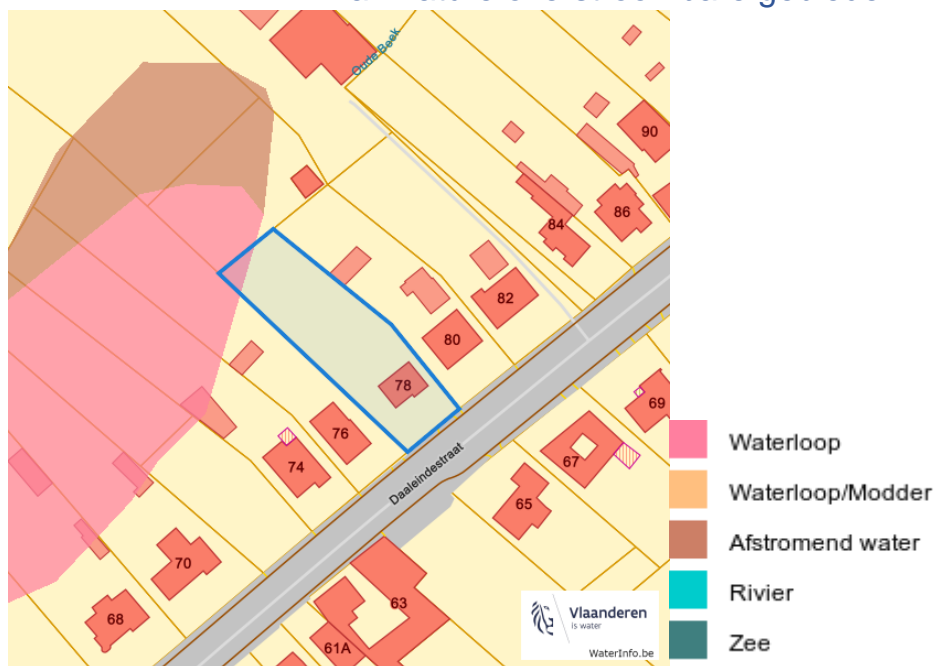 Oude Beek
90
86
84
82
80
78
76
74
70
68
69
67
65
63
61A
Daaleindestraat
Waterloop
Waterloop/Modder
Afstromend water
Rivier
Zee
Vlaanderen
is water
WaterInfo.be